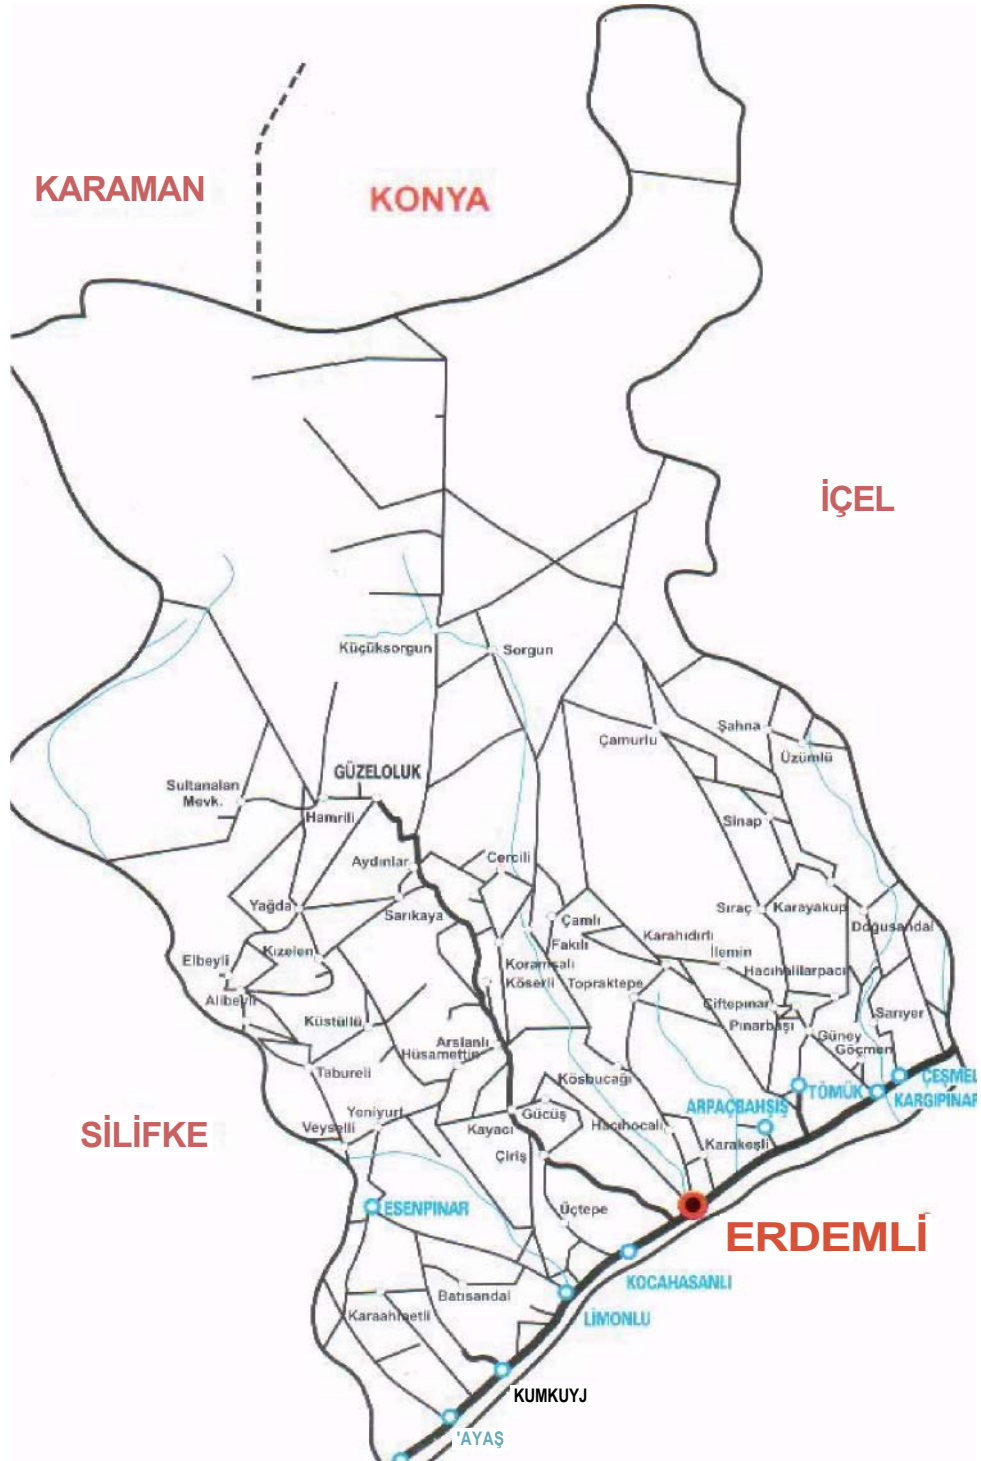 KARAMAN
KONYA
İÇEL
Küçüksorgun
Sorgun
Şahna
Çamurlu
Üzümlü
GÜZELOLUK
Sultanalan
Mevk.
Hamrili
Sinap
Aydınlar
Cercili
Yağda
Sarıkaya
Sıraç
Karayakup
Çamlı
Doğusandal
Fakılı
Karahıdırlı
Kızelen
İlemin
Elbeyli
Koramşalı
Hacıhalilarpacı
Köserli
Topraktepe
Alibeyli
Çiftepınar
Sarıyer
Küstüllü
Pınarbaşı
Güney
Arslanlı
Göçmen
Hüsamettin
Tabureli
Kösbucağı
ÇEŞMEL
TÖMÜK
KARGIPINAR
ARPAÇBAHŞİŞ
Yeniyurt
Gücüş
SİLİFKE
Veyselli
Kayacı
Hacıhocalı
Karakeşli
Çiriş
ESENPINAR
Üçtepe
ERDEMLİ
KOCAHASANLI
Batısandal
Karaahmetli
LİMONLU
KUMKUYJ
'AYAŞ